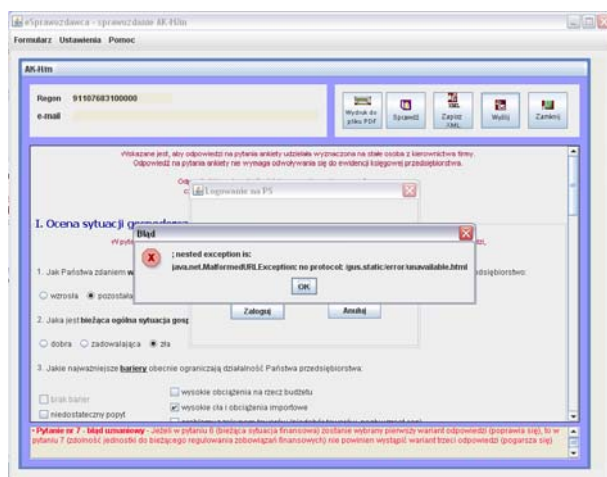 eSprawozdawca - sprawozdanie AK-H/m
Formularz Ustawienia Pomoc
AK-H/m
Regon 91107683100000
e-mail
Wydruk do pliku PDF
Sprawdź
Zapisz XML
Wyślij
Zamknij
Wskazane jest, aby odpowiedzi na pytania ankiety udzielała wyznaczona na stałe osoba z kierownictwa firmy.
Odpowiedź na pytania ankiety nie wymaga odwoływania się do ewidencji księgowej przedsiębiorstwa.
Logowanie na PS
I. Ocena sytuacji
Błąd
; nested exception is:
java.net.MalformedURLException: no protocol: /gus.static/error/unavailable.html
OK
1. Jak Państwa zdaniem
wzrosła pozostała
Zaloguj Anuluj
2. Jaka jest bieżąca ogólna sytuacja
dobra zadowalająca zła
3. Jakie najważniejsze bariery obecnie ograniczają działalność Państwa przedsiębiorstwa:
brak barier
wysokie obciążenia na rzecz budżetu
niedostateczny popyt
wysokie cła i obciążenia importowe
- Pytanie nr 7 - błąd uznaniowy - Jeżeli w pytaniu 6 (bieżąca sytuacja finansowa) zostanie wybrany pierwszy wariant odpowiedzi (poprawia się), to w
pytaniu 7 (zdolność jednostki do bieżącego regulowania zobowiązań finansowych) nie powinien wystąpić wariant trzeci odpowiedzi (pogarsza się)